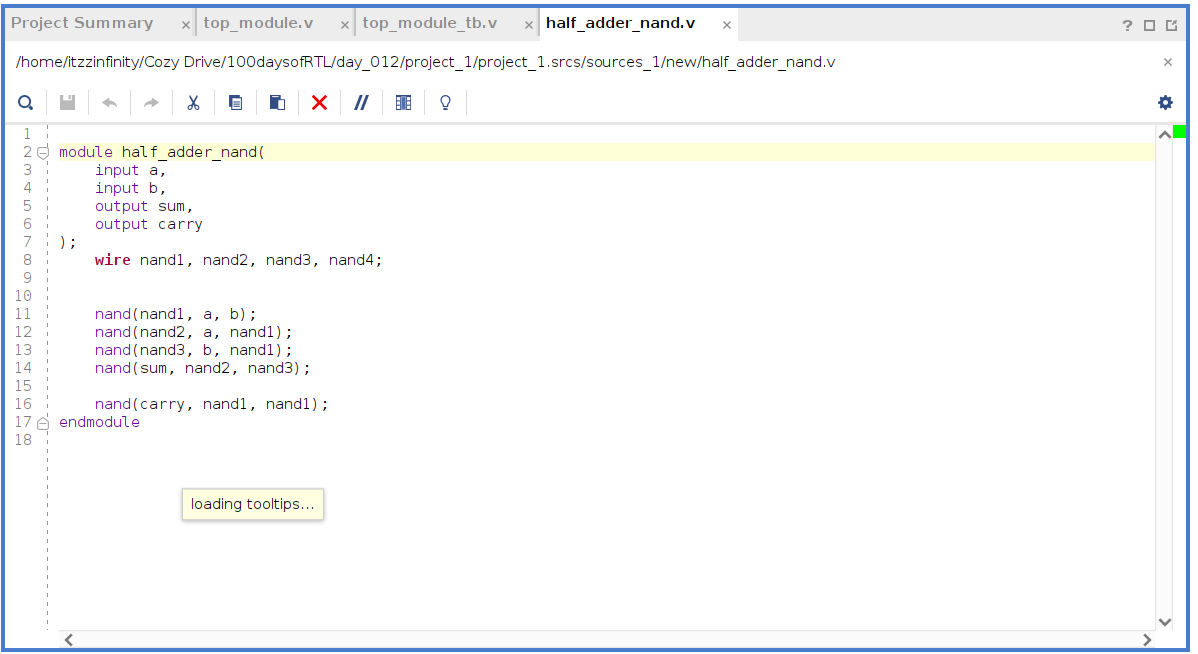 Project Summary × top_module.v × top_module_tb.v × half_adder_nand.v × ?
/home/itzzinfinity/Cozy Drive/100daysofRTL/day_012/project_1/project_1.srcs/sources_1/new/half_adder_nand.v ×
1
2 module half_adder_nand(
3     input a,
4     input b,
5     output sum,
6     output carry
7 );
8     wire nand1, nand2, nand3, nand4;
9
10
11     nand(nand1, a, b);
12     nand(nand2, a, nand1);
13     nand(nand3, b, nand1);
14     nand(sum, nand2, nand3);
15
16     nand(carry, nand1, nand1);
17 endmodule
18
loading tooltips...